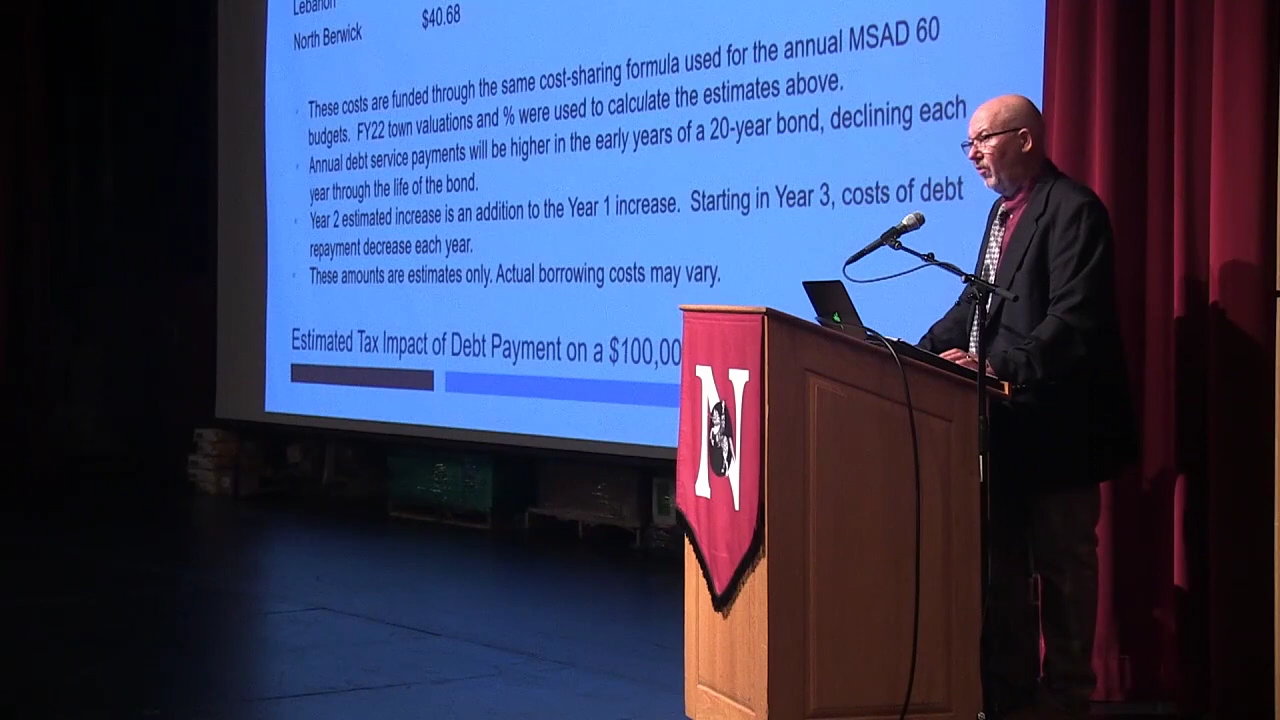 Lebanon
North Berwick $40.68
These costs are funded through the same cost-sharing formula used for the annual MSAD 60
budgets. FY22 town valuations and % were used to calculate the estimates above.
Annual debt service payments will be higher in the early years of a 20-year bond, declining each
year through the life of the bond.
Year 2 estimated increase is an addition to the Year 1 increase. Starting in Year 3, costs of debt
repayment decrease each year.
These amounts are estimates only. Actual borrowing costs may vary.
Estimated Tax Impact of Debt Payment on a $100,00
N